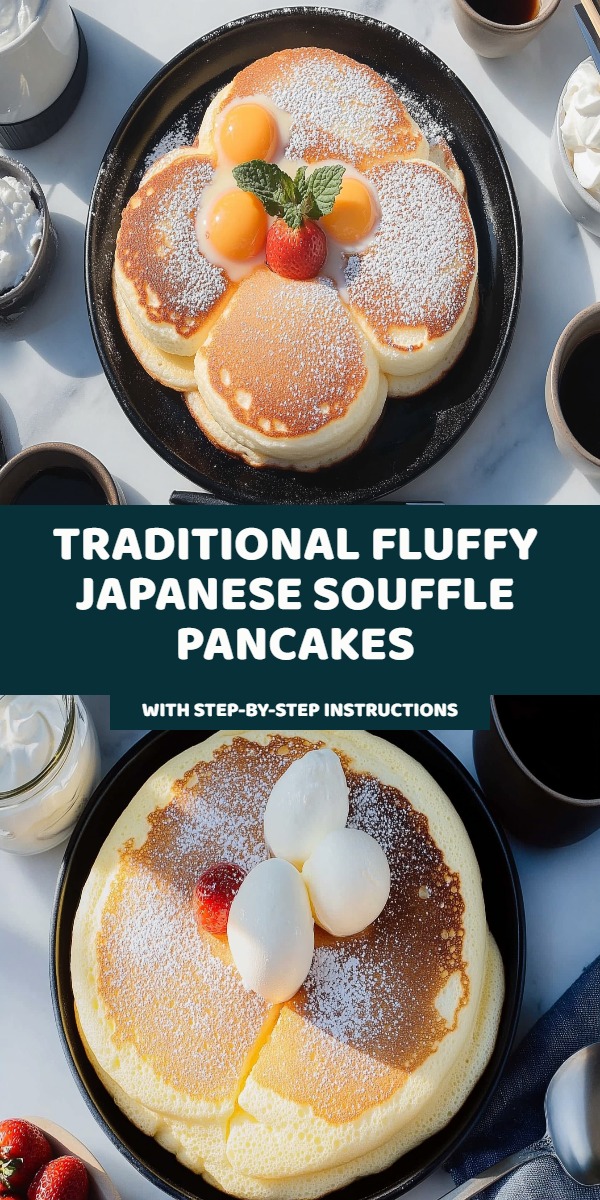 TRADITIONAL FLUFFY
JAPANESE SOUFFLE
PANCAKES
WITH STEP-BY-STEP INSTRUCTIONS